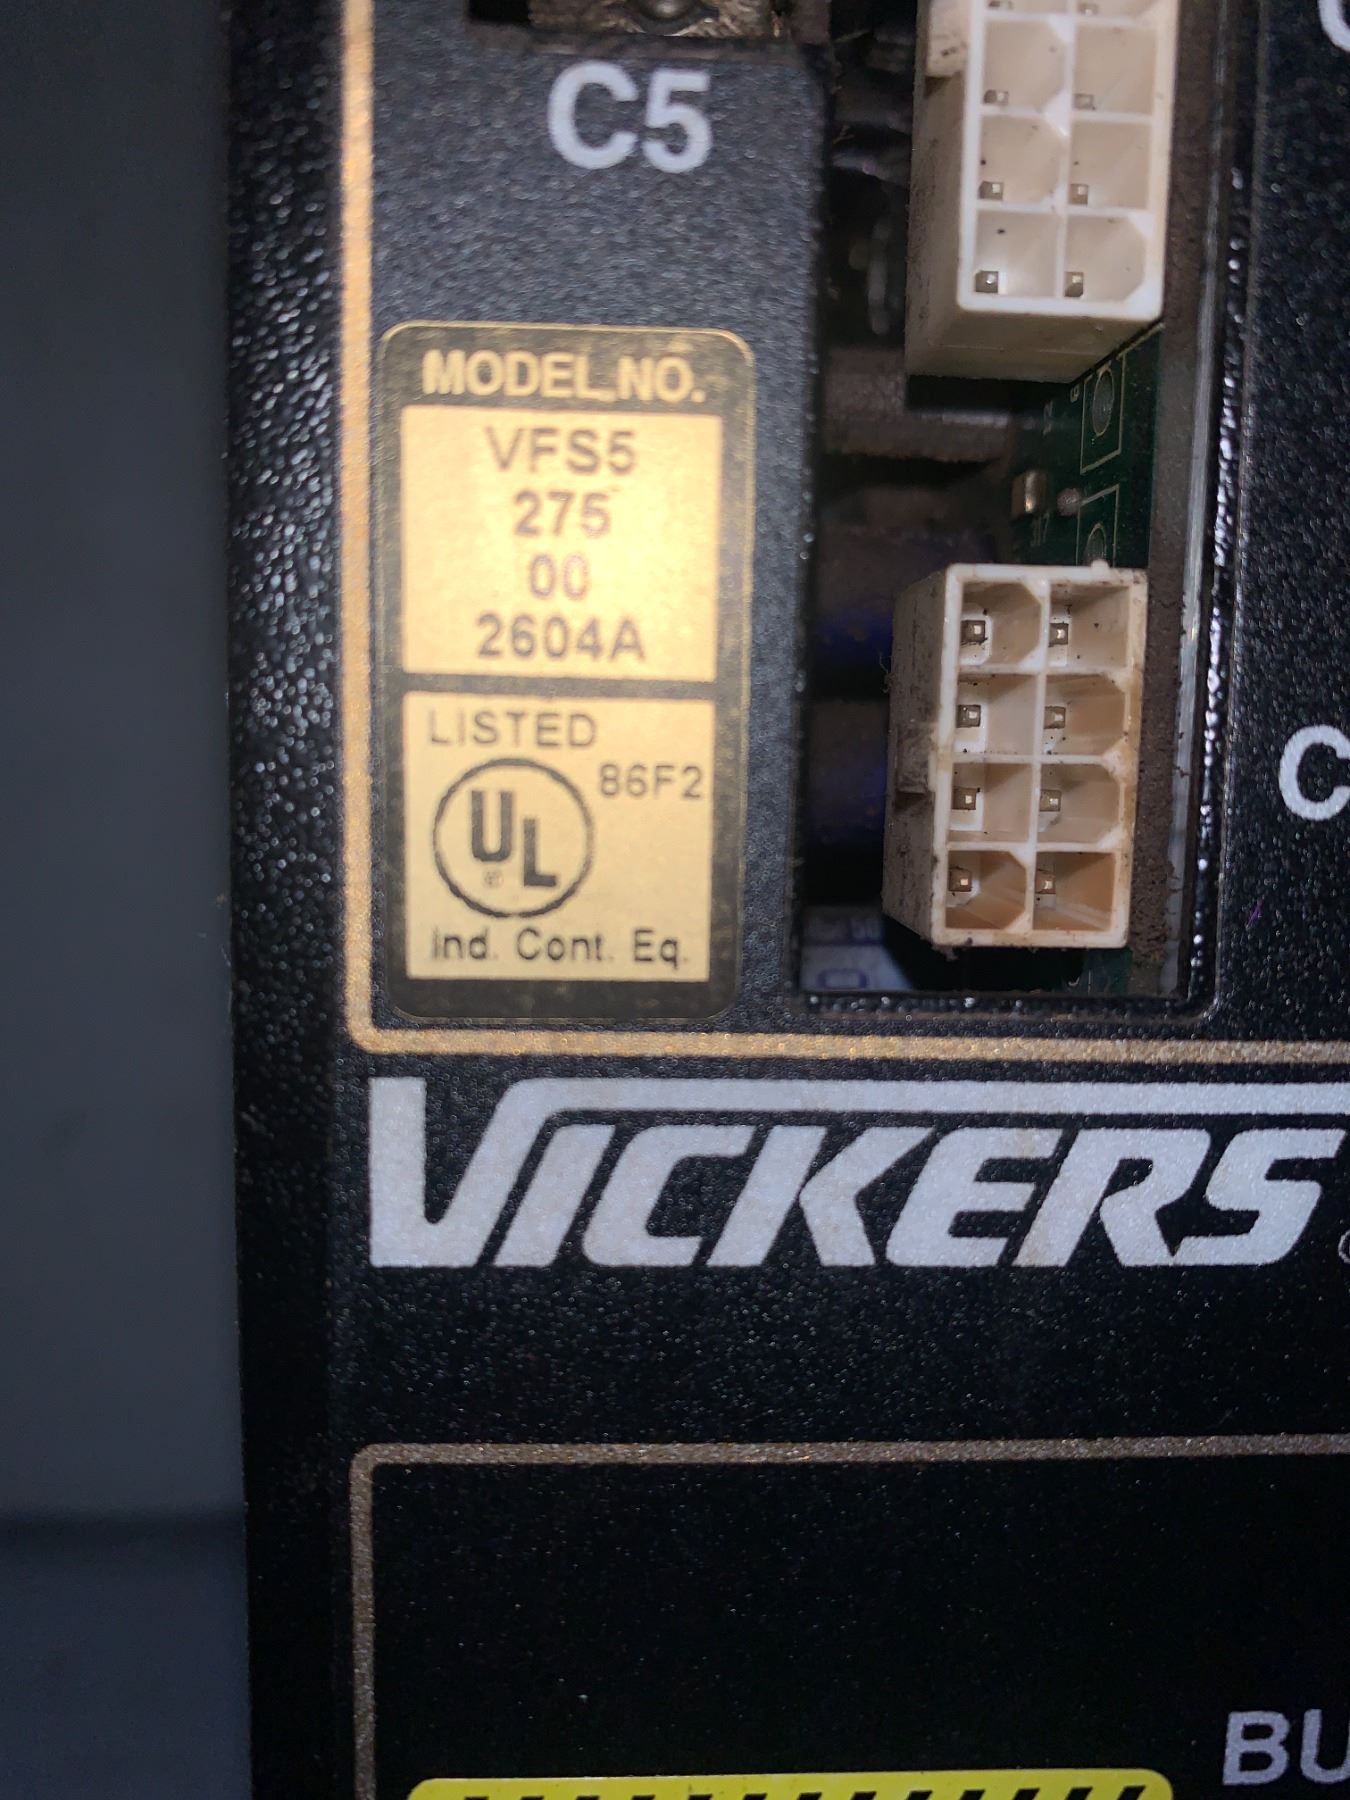 C5
MODEL NO.
VFS5
275
00
2604A
LISTED
86F2
UL
®
Ind. Cont. Eq.
C
VICKERS
BU